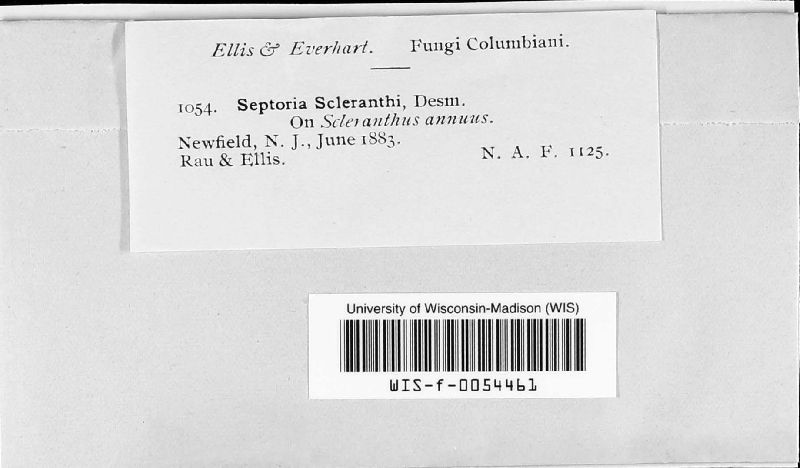 Ellis & Everhart. Fungi Columbiani.
1054. Septoria Scleranthi, Desm.
On Scleranthus annuus.
Newfield, N. J., June 1883.
Rau & Ellis. N. A. F. 1125.
University of Wisconsin-Madison (WIS)
WIS-f-0054461